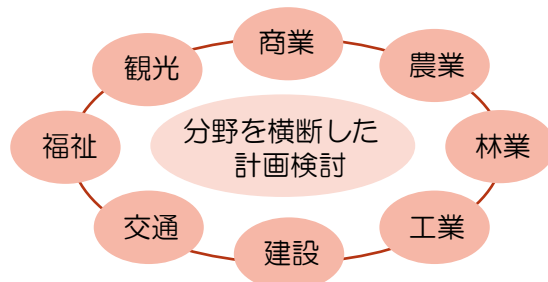 商業
農業
林業
工業
建設
交通
福祉
観光
分野を横断した
計画検討